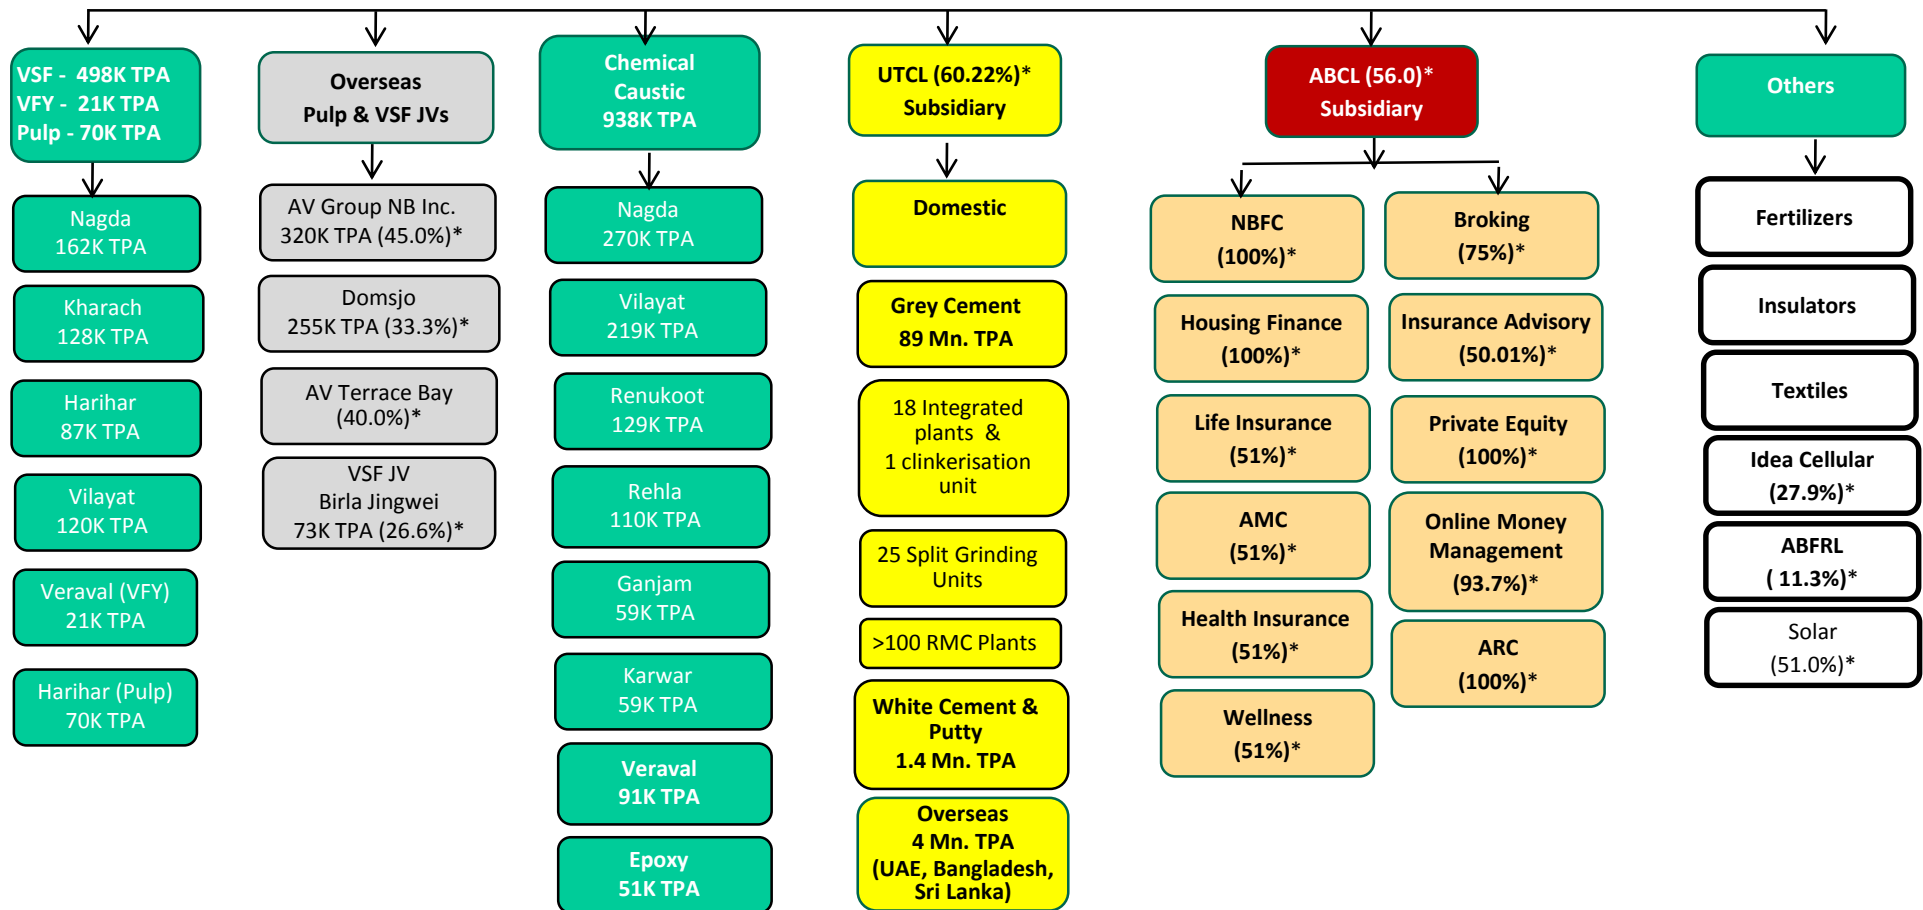 VSF - 498K TPA
VFY - 21K TPA
Pulp - 70K TPA
Nagda
162K TPA
Kharach
128K TPA
Harihar
87K TPA
Vilayat
120K TPA
Veraval (VFY)
21K TPA
Harihar (Pulp)
70K TPA
Overseas
Pulp & VSF JVs
AV Group NB Inc.
320K TPA (45.0%)*
Domsjo
255K TPA (33.3%)*
AV Terrace Bay
(40.0%)*
VSF JV
Birla Jingwei
73K TPA (26.6%)*
Chemical
Caustic
938K TPA
Nagda
270K TPA
Vilayat
219K TPA
Renukoot
129K TPA
Rehla
110K TPA
Ganjam
59K TPA
Karwar
59K TPA
Veraval
91K TPA
Epoxy
51K TPA
UTCL (60.22%)*
Subsidiary
Domestic
Grey Cement
89 Mn. TPA
18 Integrated
plants &
1 clinkerisation
unit
25 Split Grinding
Units
>100 RMC Plants
White Cement &
Putty
1.4 Mn. TPA
Overseas
4 Mn. TPA
(UAE, Bangladesh,
Sri Lanka)
ABCL (56.0)*
Subsidiary
NBFC
(100%)*
Housing Finance
(100%)*
Life Insurance
(51%)*
AMC
(51%)*
Health Insurance
(51%)*
Wellness
(51%)*
Broking
(75%)*
Insurance Advisory
(50.01%)*
Private Equity
(100%)*
Online Money
Management
(93.7%)*
ARC
(100%)*
Others
Fertilizers
Insulators
Textiles
Idea Cellular
(27.9%)*
ABFRL
( 11.3%)*
Solar
(51.0%)*